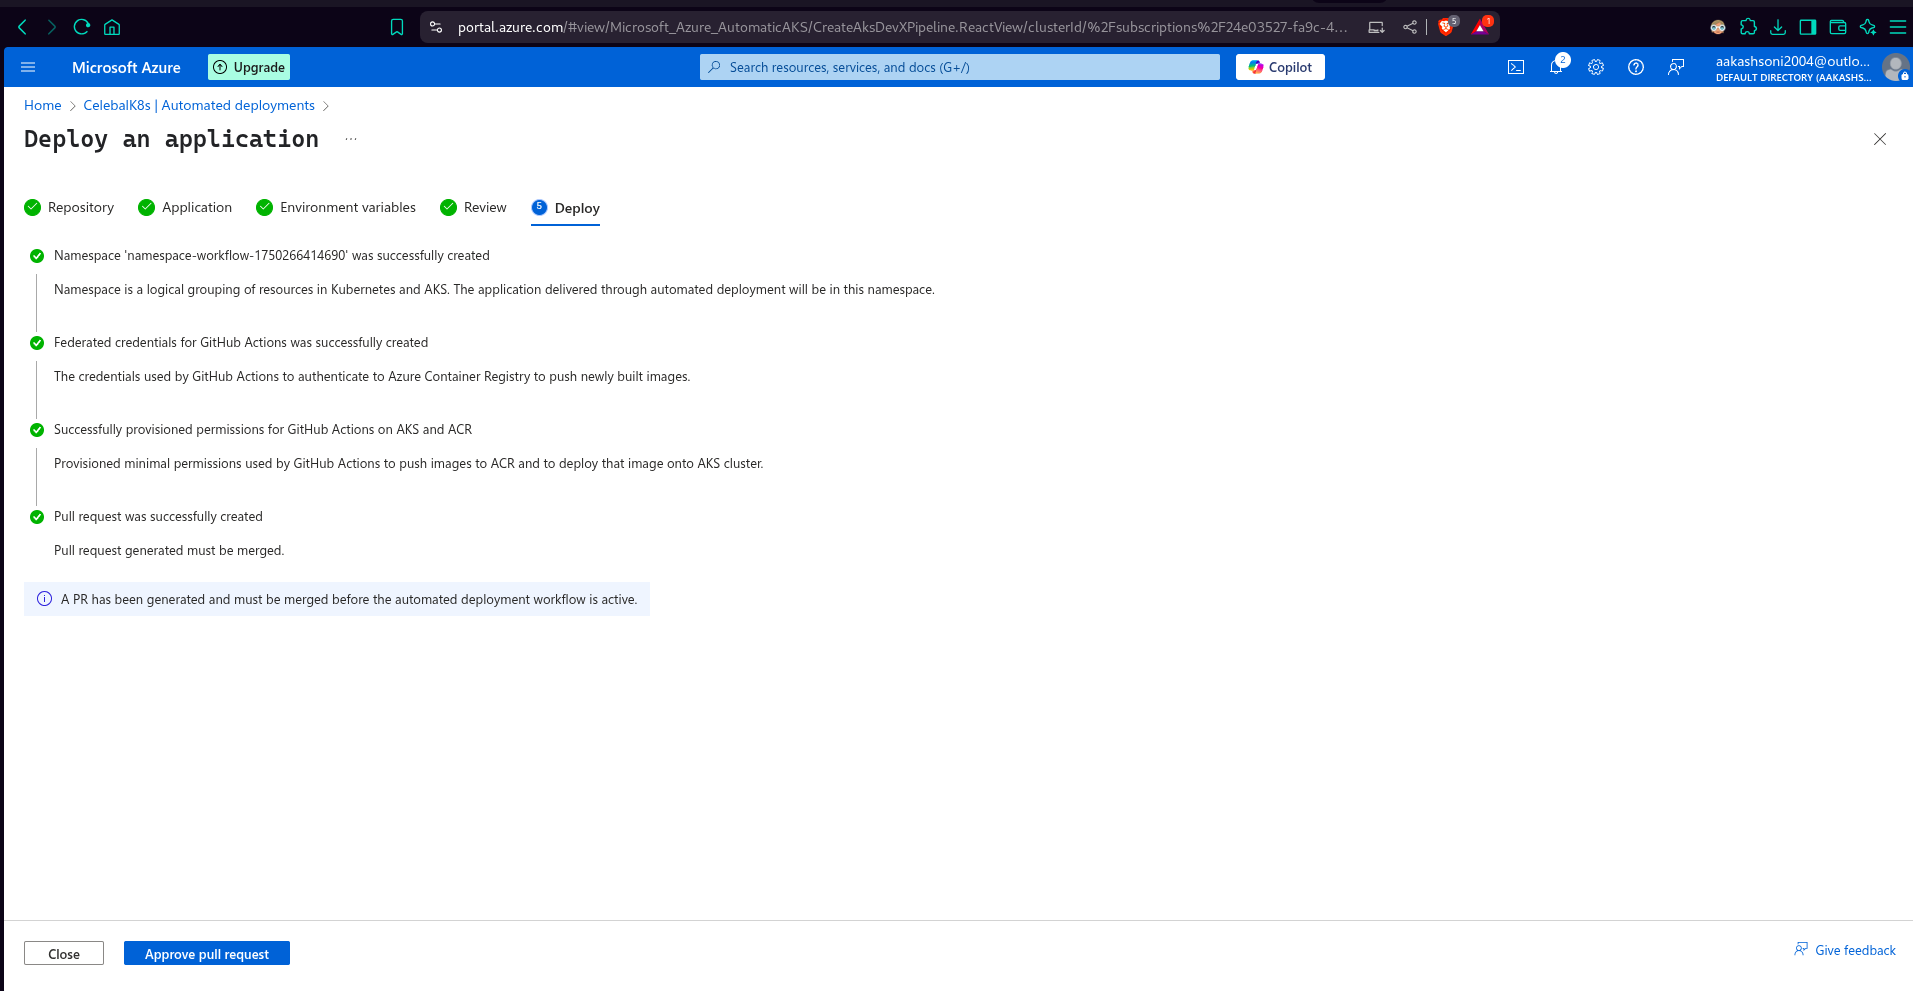 portal.azure.com/#view/Microsoft_Azure_AutomaticAKS/CreateAksDevXPipeline.ReactView/clusterId/%2Fsubscriptions%2F24e03527-fa9c-4...
5
1
Microsoft Azure
Upgrade
Search resources, services, and docs (G+/)
Copilot
2
aakashsoni2004@outlo...
DEFAULT DIRECTORY (AAKASHS...
Home > CelebalK8s | Automated deployments >
Deploy an application ...
Repository
Application
Environment variables
Review
5 Deploy
Namespace 'namespace-workflow-1750266414690' was successfully created
Namespace is a logical grouping of resources in Kubernetes and AKS. The application delivered through automated deployment will be in this namespace.
Federated credentials for GitHub Actions was successfully created
The credentials used by GitHub Actions to authenticate to Azure Container Registry to push newly built images.
Successfully provisioned permissions for GitHub Actions on AKS and ACR
Provisioned minimal permissions used by GitHub Actions to push images to ACR and to deploy that image onto AKS cluster.
Pull request was successfully created
Pull request generated must be merged.
A PR has been generated and must be merged before the automated deployment workflow is active.
Close
Approve pull request
Give feedback